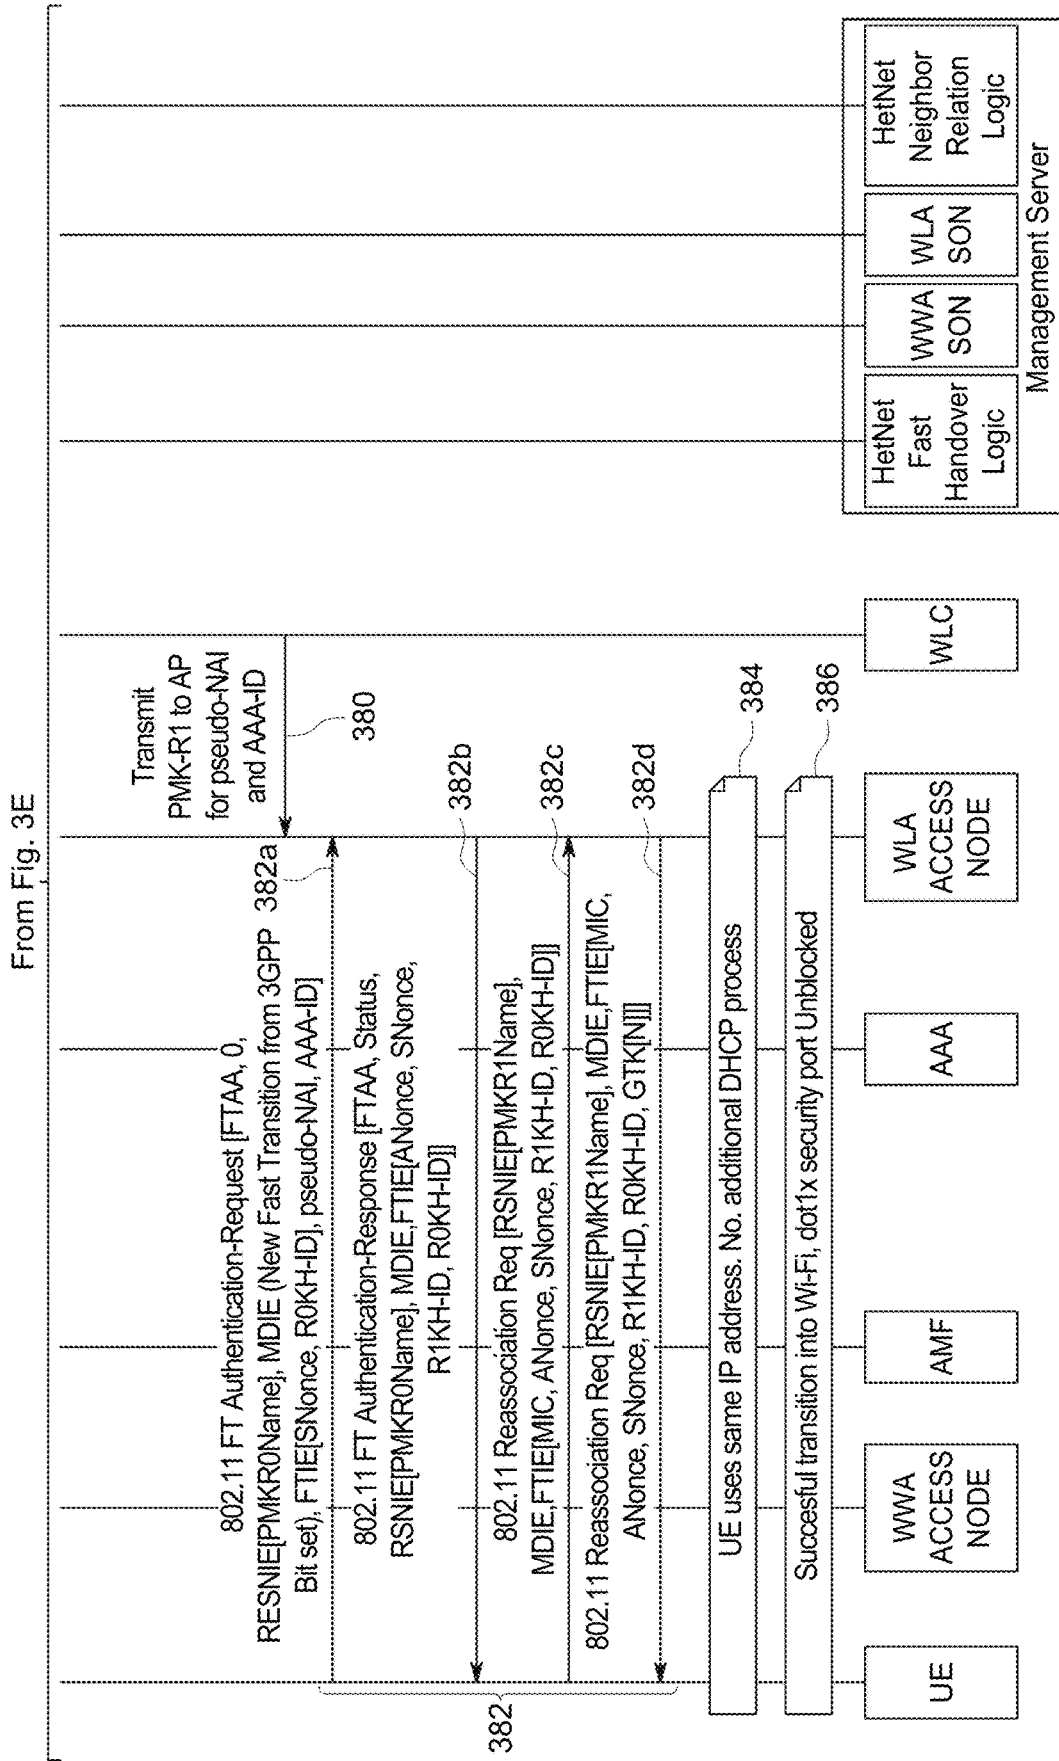 From Fig. 3E
Transmit
PMK-R1 to AP
for pseudo-NAI
and AAA-ID
380
802.11 FT Authentication-Request [FTAA, 0,
RESNIE[PMKR0Name], MDIE (New Fast Transition from 3GPP
Bit set), FTIE[SNonce, R0KH-ID], pseudo-NAI, AAA-ID]
382a
802.11 FT Authentication-Response [FTAA, Status,
RSNIE[PMKR0Name], MDIE,FTIE[ANonce, SNonce,
R1KH-ID, R0KH-ID]]
382b
802.11 Reassociation Req [RSNIE[PMKR1Name],
MDIE,FTIE[MIC, ANonce, SNonce, R1KH-ID, R0KH-ID]]
382c
802.11 Reassociation Req [RSNIE[PMKR1Name], MDIE,FTIE[MIC,
ANonce, SNonce, R1KH-ID, R0KH-ID, GTK[N]]]
382d
382
UE uses same IP address. No. additional DHCP process
384
Succesful transition into Wi-Fi, dot1x security port Unblocked
386
UE
WWA
ACCESS
NODE
AMF
AAA
WLA
ACCESS
NODE
WLC
HetNet
Fast
Handover
Logic
WWA
SON
WLA
SON
HetNet
Neighbor
Relation
Logic
Management Server